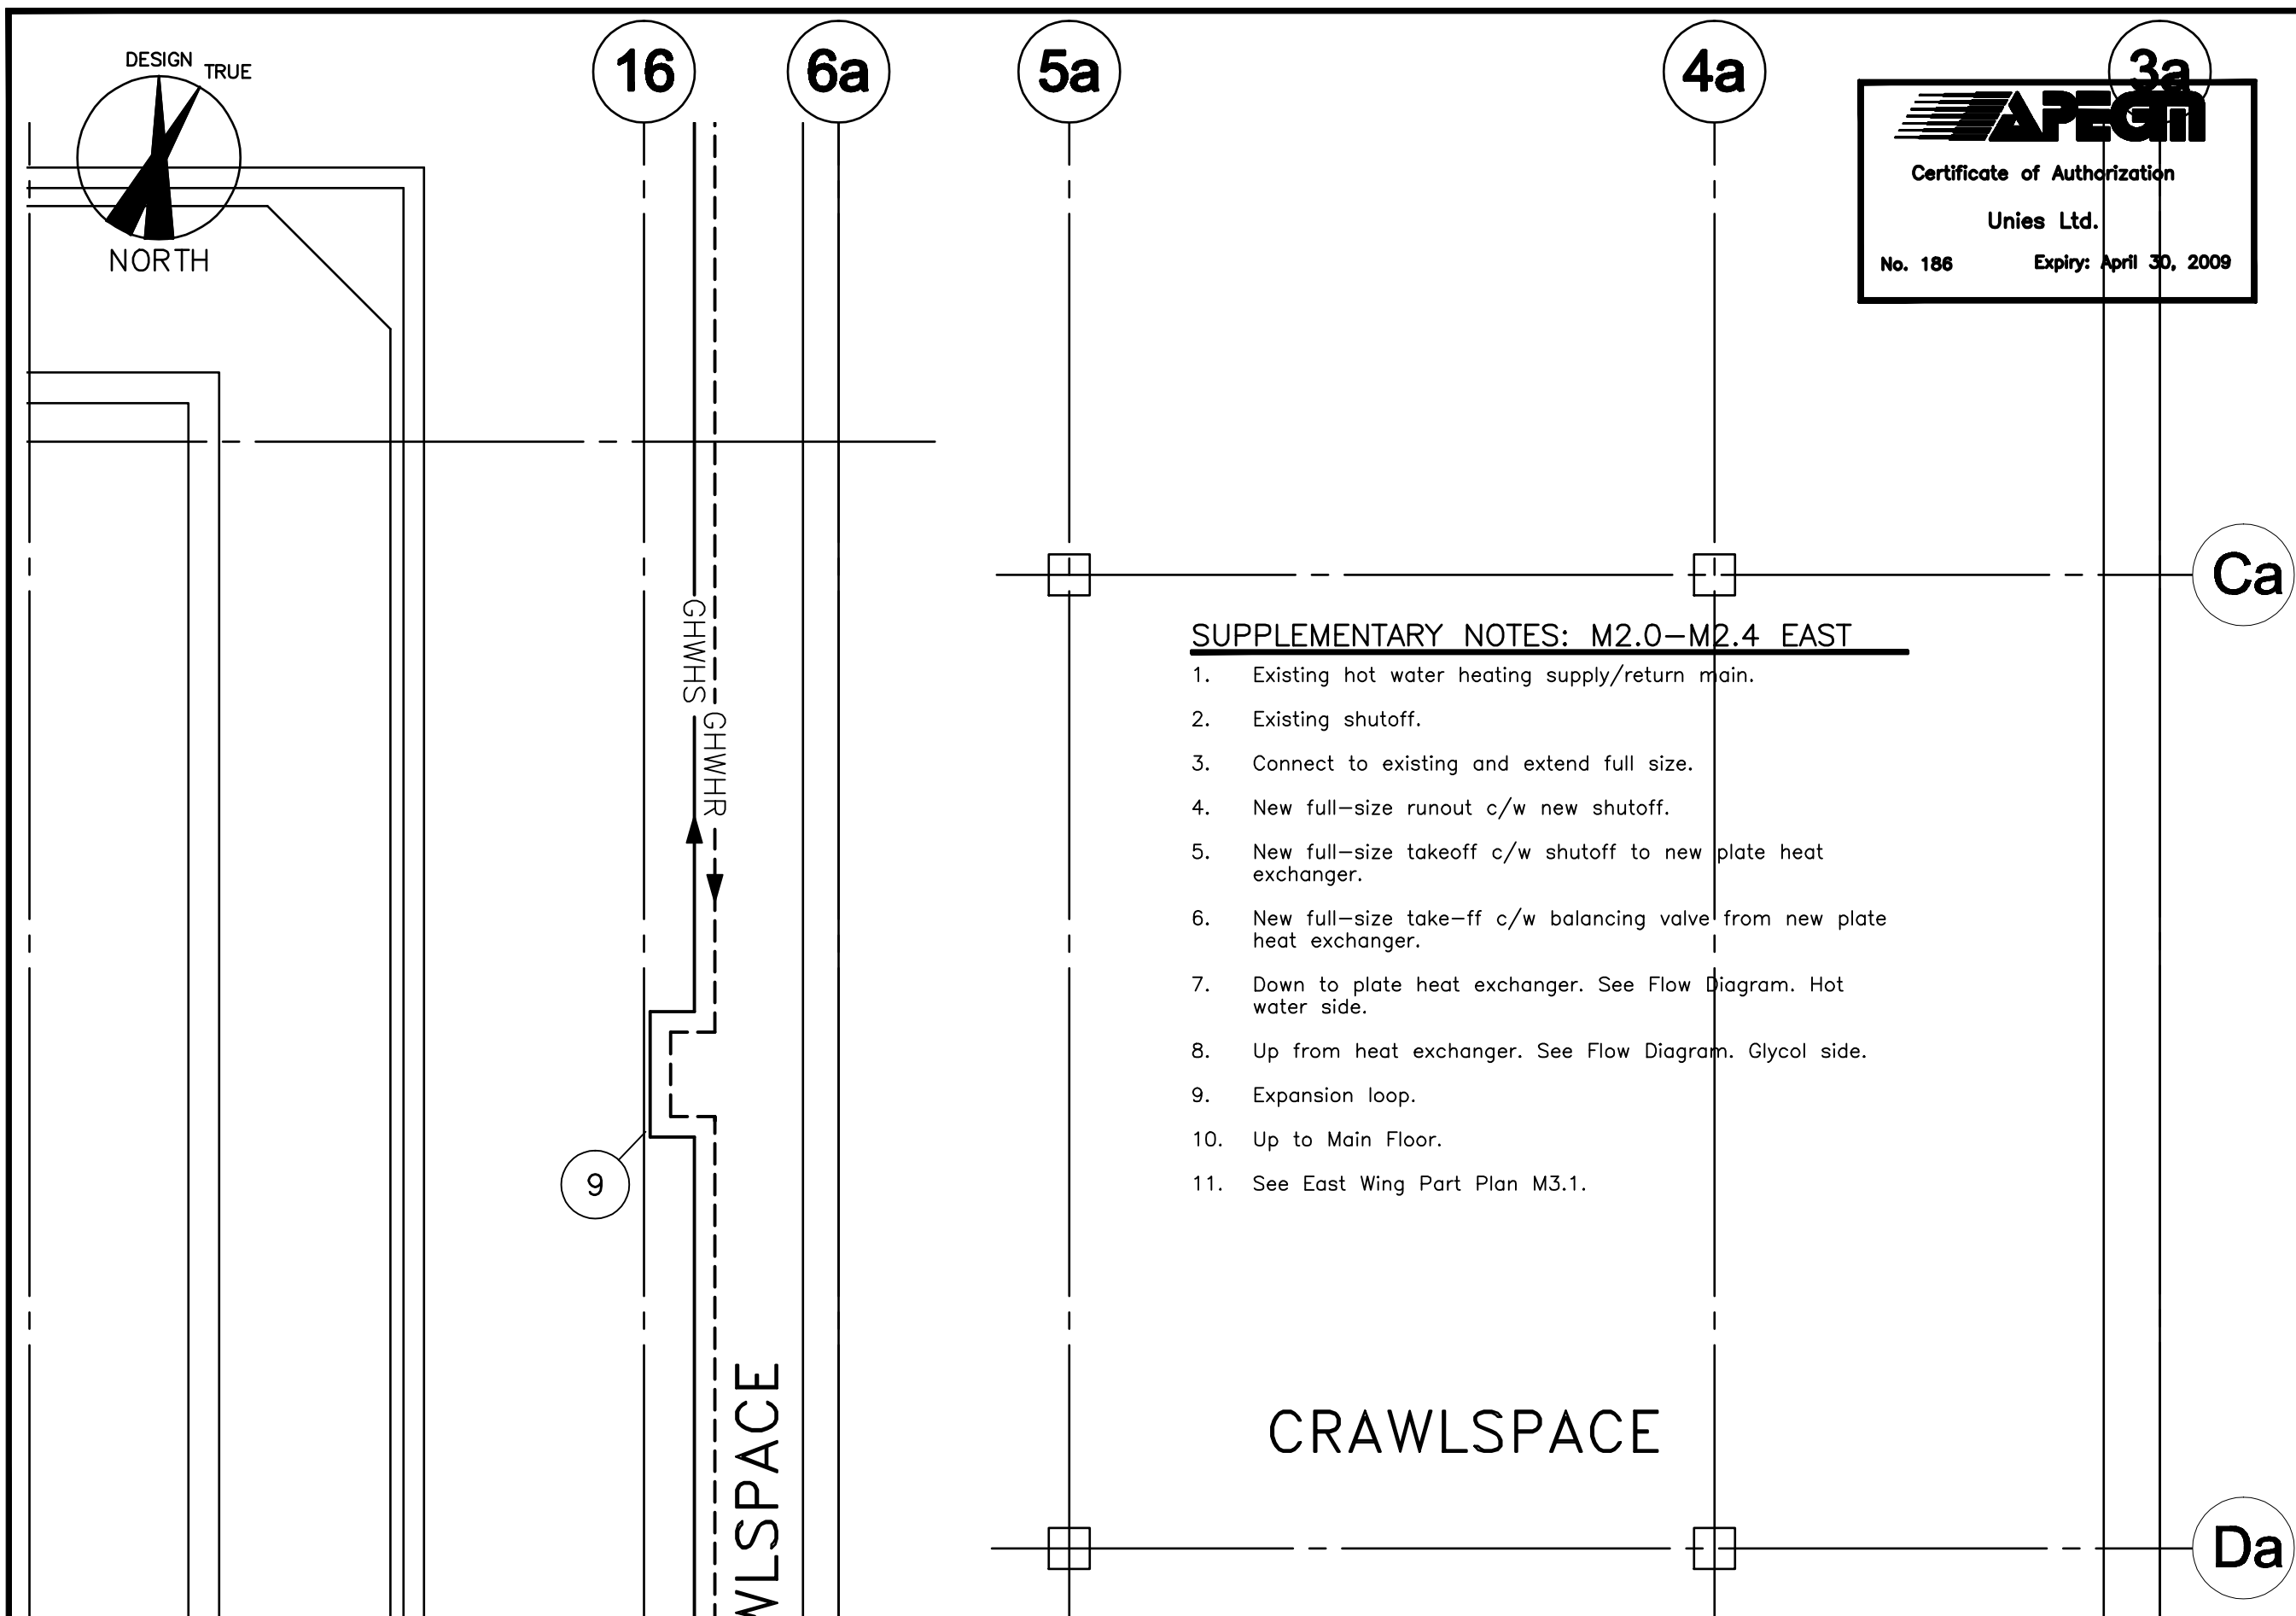 DESIGN
TRUE
NORTH
16
6a
5a
4a
3a
APEGM
Certificate of Authorization
Unies Ltd.
No. 186 Expiry: April 30, 2009
Ca
GHWHS
GHWHR
SUPPLEMENTARY NOTES: M2.0-M2.4 EAST
1. Existing hot water heating supply/return main.
2. Existing shutoff.
3. Connect to existing and extend full size.
4. New full-size runout c/w new shutoff.
5. New full-size takeoff c/w shutoff to new plate heat
exchanger.
6. New full-size take-ff c/w balancing valve from new plate
heat exchanger.
7. Down to plate heat exchanger. See Flow Diagram. Hot
water side.
8. Up from heat exchanger. See Flow Diagram. Glycol side.
9. Expansion loop.
10. Up to Main Floor.
11. See East Wing Part Plan M3.1.
9
WLSPACE
CRAWLSPACE
Da